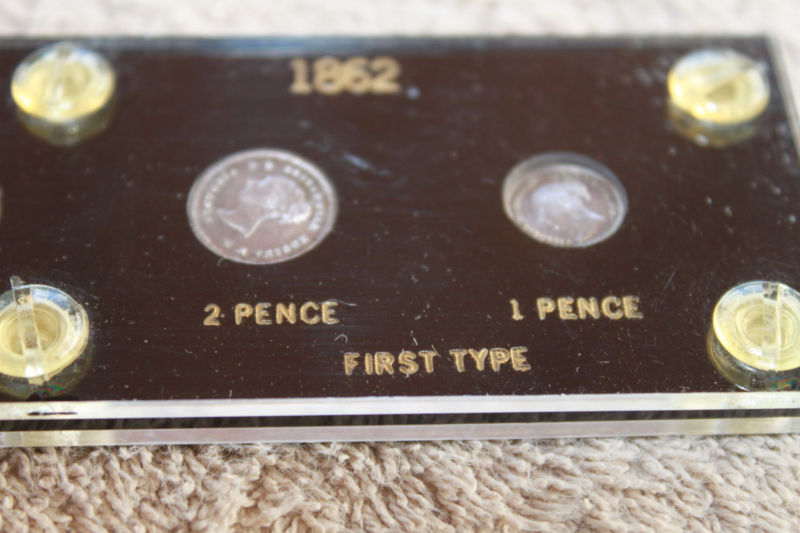 1862
2 PENCE
1 PENCE
FIRST TYPE